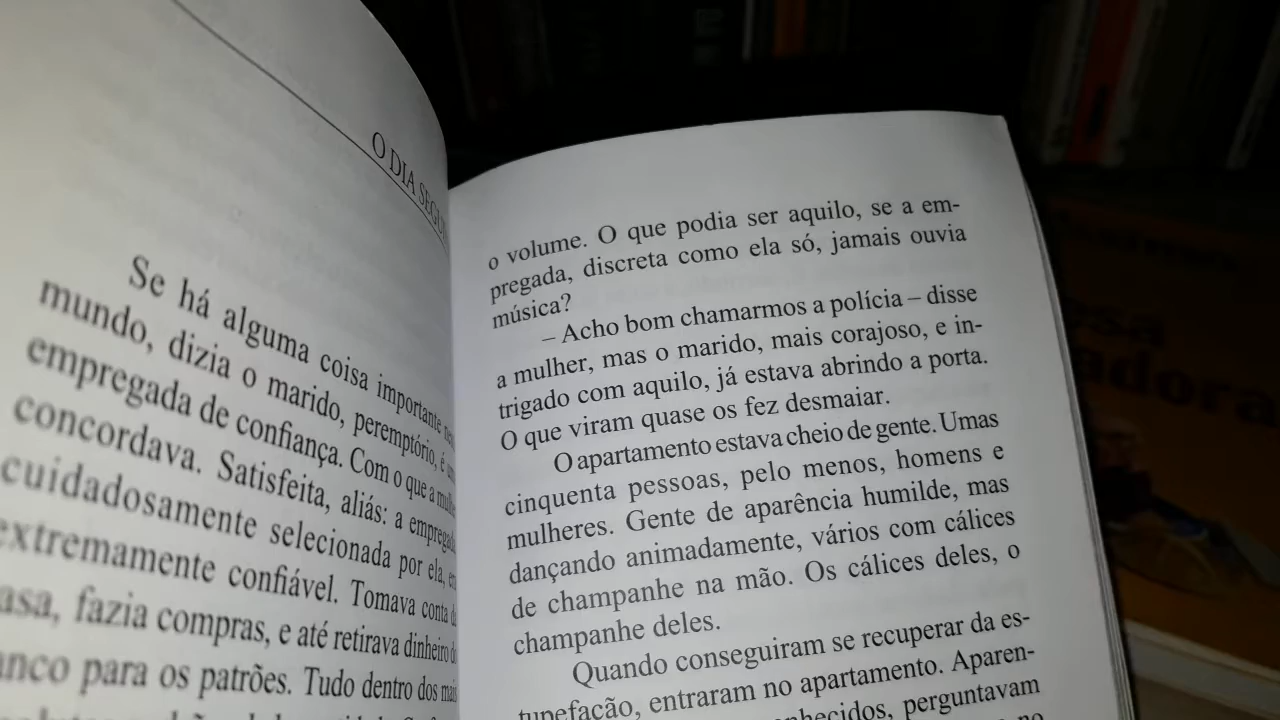 O DIA SEGU
Se há alguma coisa importante
mundo, dizia o marido, peremptório, é
empregada de confiança. Com o que a
concordava. Satisfeita, aliás: a empregada
cuidadosamente selecionada por ela,
extremamente confiável. Tomava conta
asa, fazia compras, e até retirava dinheiro
anco para os patrões. Tudo dentro dos
o volume. O que podia ser aquilo, se a em-
pregada, discreta como ela só, jamais ouvia
música?
– Acho bom chamarmos a polícia – disse
a mulher, mas o marido, mais corajoso, e in-
trigado com aquilo, já estava abrindo a porta.
O que viram quase os fez desmaiar.
O apartamento estava cheio de gente. Umas
cinquenta pessoas, pelo menos, homens e
mulheres. Gente de aparência humilde, mas
dançando animadamente, vários com cálices
de champanhe na mão. Os cálices deles, o
champanhe deles.
Quando conseguiram se recuperar da es-
tupefação, entraram no apartamento. Aparen-
nhecidos, perguntavam
no
adora